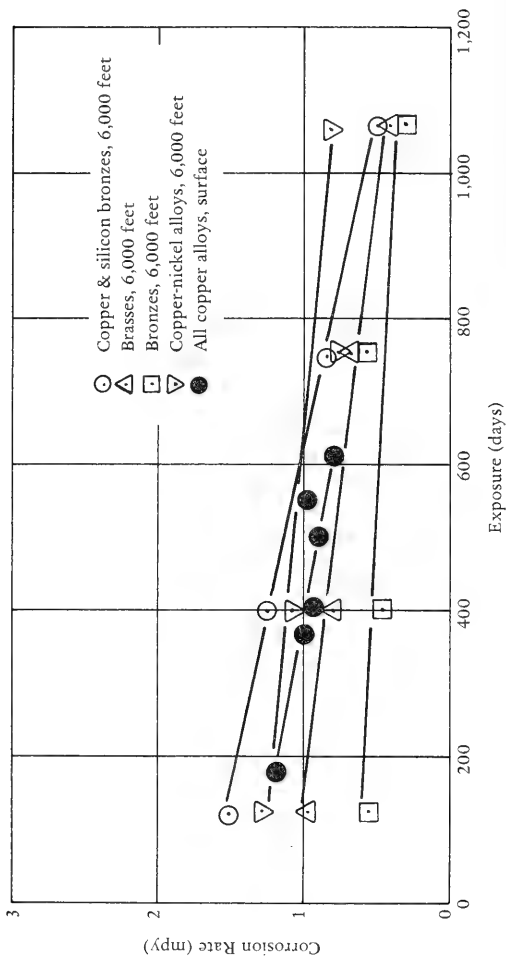 3
2
1
0
Corrosion Rate (mpy)
0
200
400
600
800
1,000
1,200
Exposure (days)
Copper & silicon bronzes, 6,000 feet
Brasses, 6,000 feet
Bronzes, 6,000 feet
Copper-nickel alloys, 6,000 feet
All copper alloys, surface